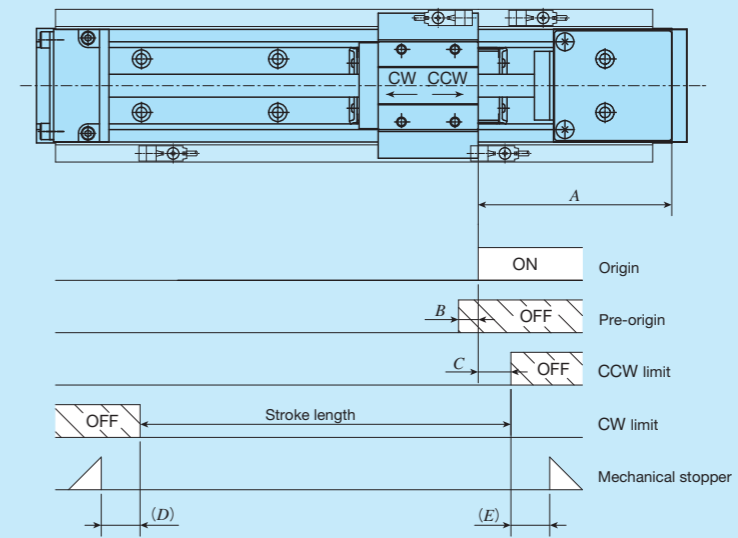 CW CCW
A
ON Origin
B OFF Pre-origin
C OFF CCW limit
OFF Stroke length CW limit
Mechanical stopper
(D) (E)